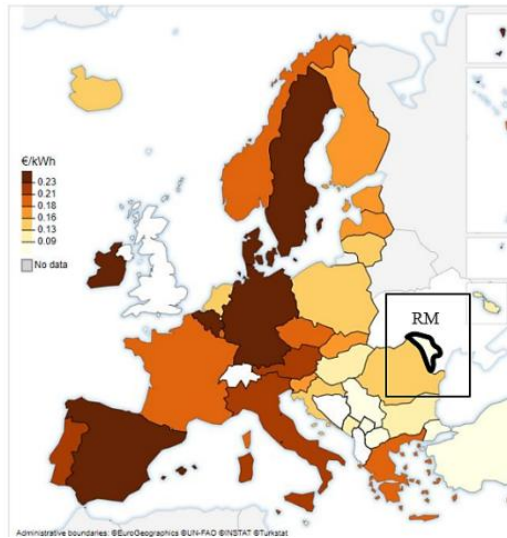 €/kWh
0.23
0.21
0.18
0.16
0.13
0.09
No data
RM
Administrative boundaries: ©EuroGeographics ©UN-FAO ©INSTAT ©Turkstat